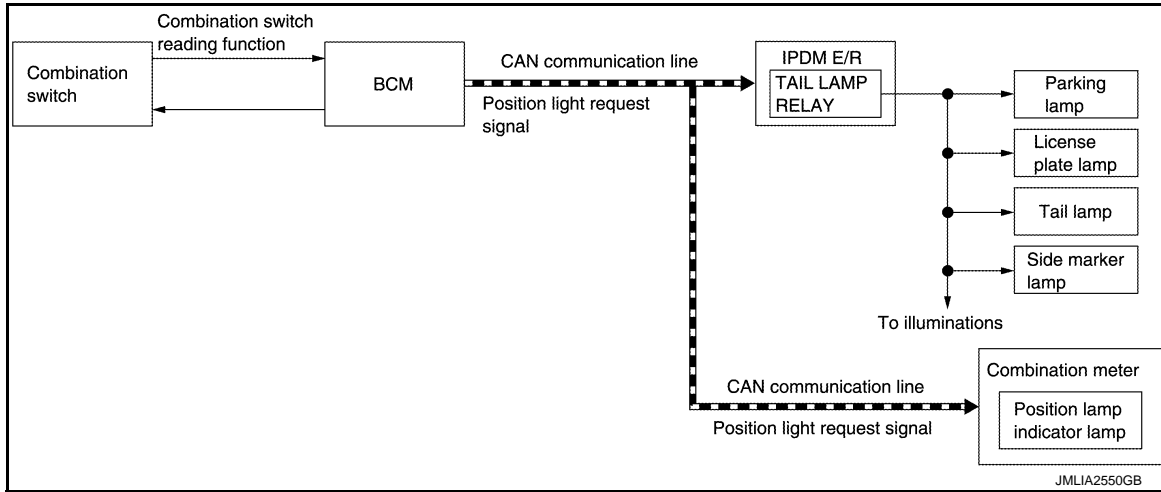 Combination switch
reading function
Combination
switch
BCM
CAN communication line
Position light request
signal
IPDM E/R
TAIL LAMP
RELAY
Parking
lamp
License
plate lamp
Tail lamp
Side marker
lamp
To illuminations
CAN communication line
Position light request signal
Combination meter
Position lamp
indicator lamp
JMLIA2550GB